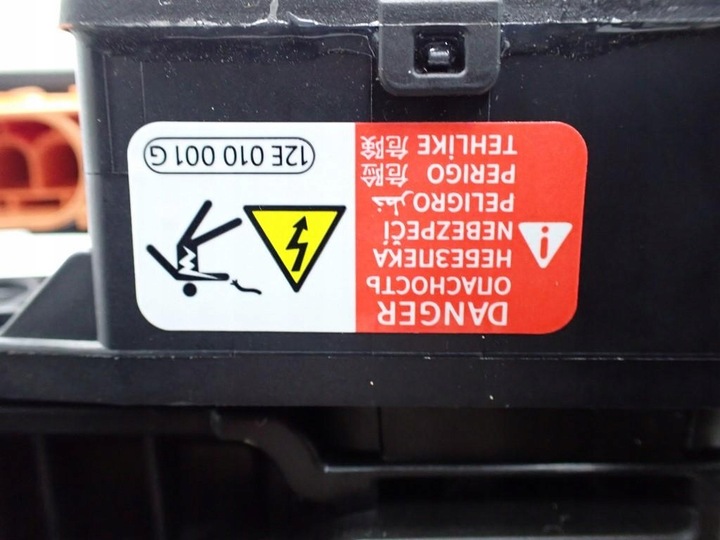 DANGER
ОПАСНОСТЬ
НЕБЕЗПЕКА
NEBEZPEČÍ
PELIGRO خطر
PERIGO 危险
TEHLİKE 危険
12E 010 001 G